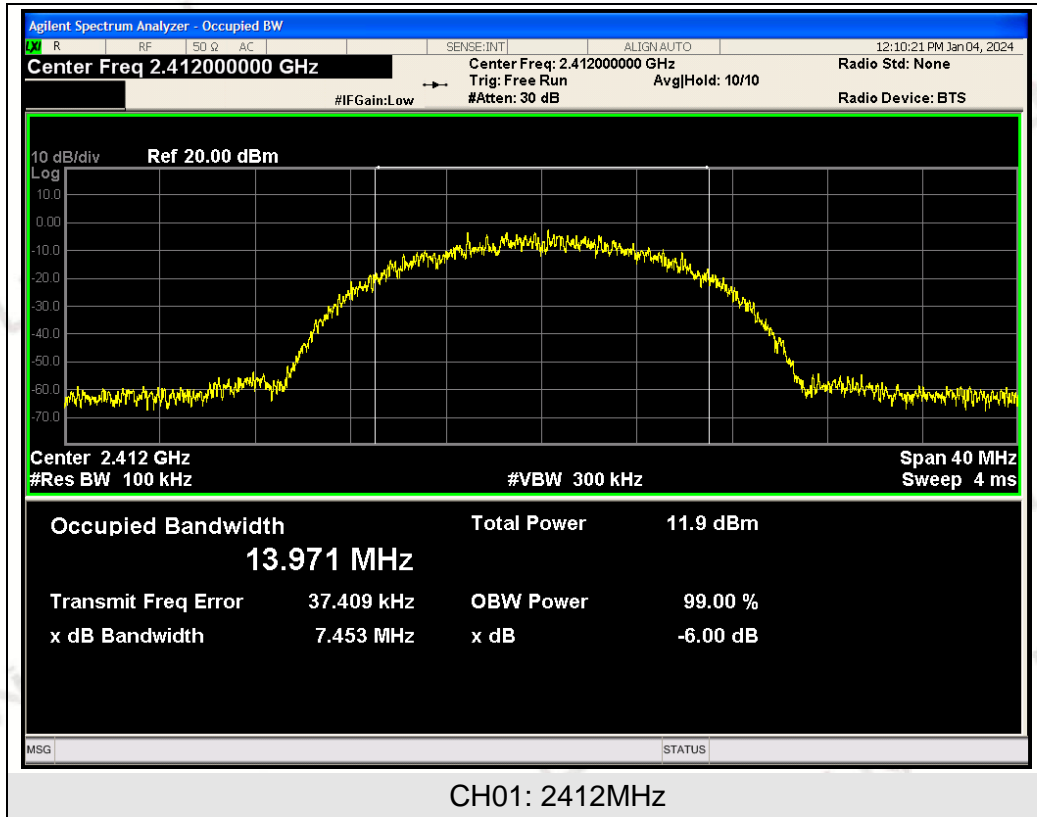 Agilent Spectrum Analyzer - Occupied BW
LXI R RF 50 Ω AC SENSE:INT ALIGN AUTO 12:10:21 PM Jan 04, 2024
Center Freq 2.412000000 GHz Center Freq: 2.412000000 GHz Radio Std: None
Trig: Free Run Avg|Hold: 10/10
#IFGain:Low #Atten: 30 dB Radio Device: BTS
10 dB/div Ref 20.00 dBm
Log
10.0
0.00
-10.0
-20.0
-30.0
-40.0
-50.0
-60.0
-70.0
Center 2.412 GHz Span 40 MHz
#Res BW 100 kHz #VBW 300 kHz Sweep 4 ms
Occupied Bandwidth Total Power 11.9 dBm
13.971 MHz
Transmit Freq Error 37.409 kHz OBW Power 99.00 %
x dB Bandwidth 7.453 MHz x dB -6.00 dB
MSG STATUS
CH01: 2412MHz